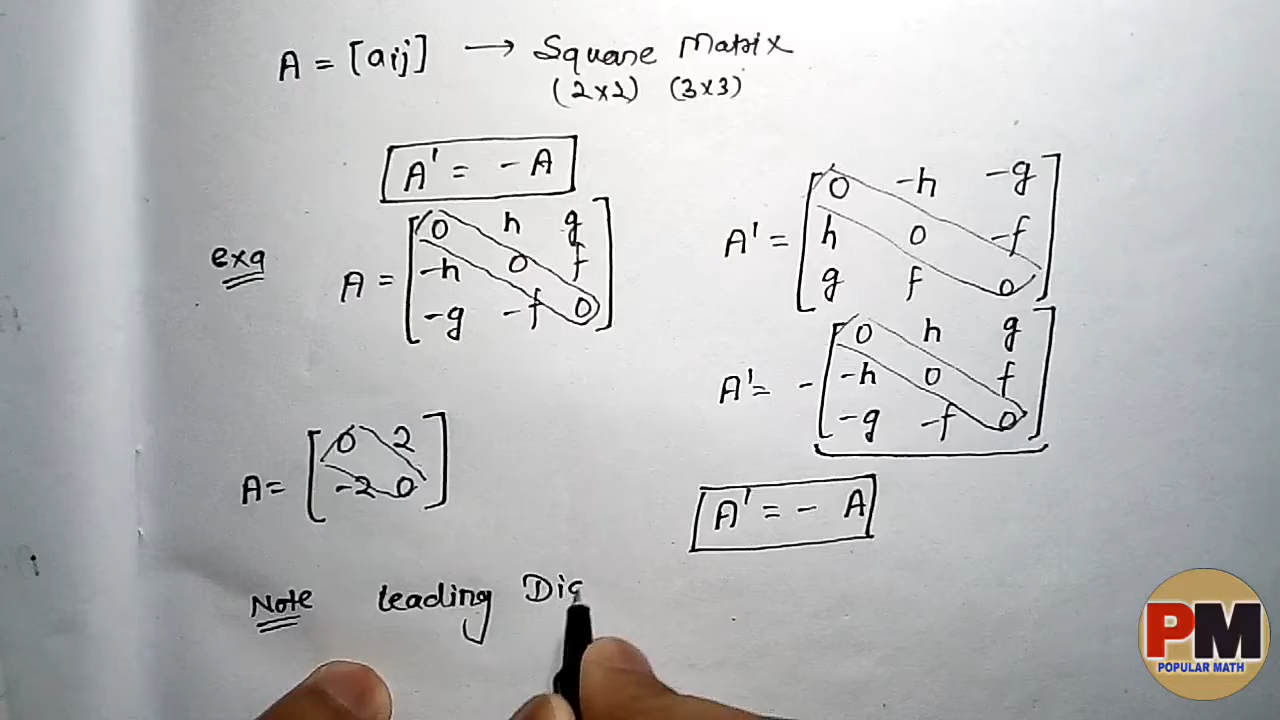 A = [aij] → Square Matrix
(2×2) (3×3)
A' = - A
exa
A = [0 h g
-h 0 f
-g -f 0]
A' = [0 -h -g
h 0 -f
g f 0]
A' = - [0 h g
-h 0 f
-g -f 0]
A = [0 2
-2 0]
A' = - A
Note leading Dia
PM
POPULAR MATH